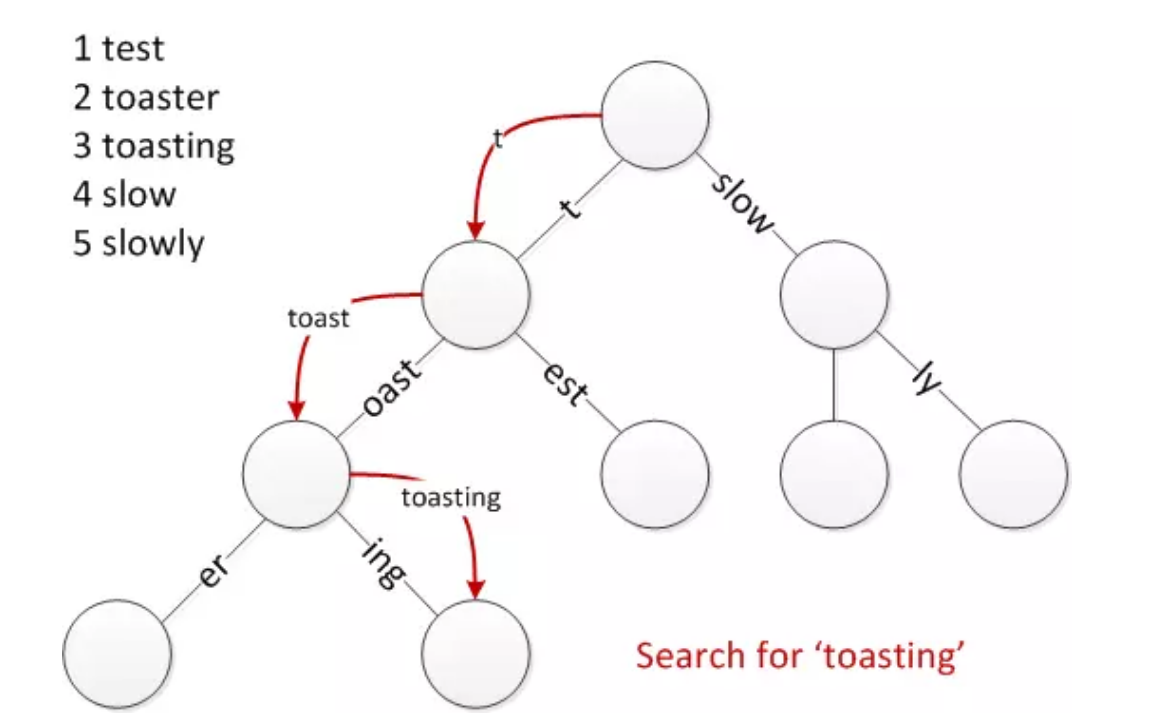 1 test
2 toaster
3 toasting
4 slow
5 slowly
t
t
slow
toast
oast
est
ly
toasting
er
ing
Search for ‘toasting’